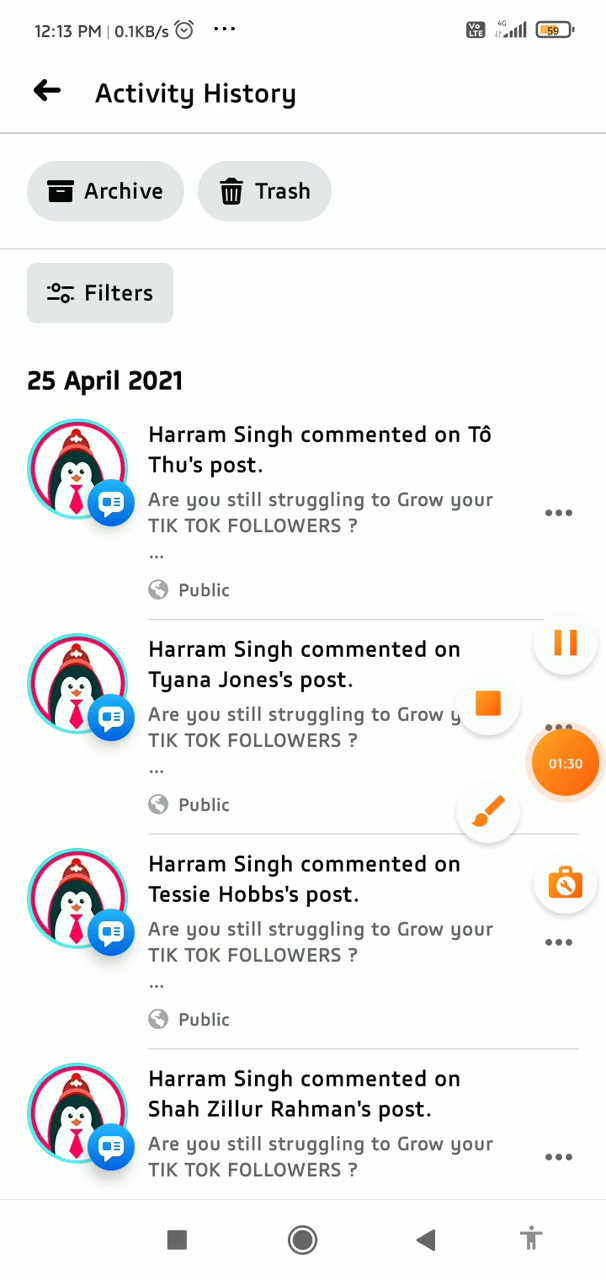 12:13 PM | 0.1KB/s ...
Vo LTE 4G 59
Activity History
Archive Trash
Filters
25 April 2021
Harram Singh commented on Tô
Thu's post.
Are you still struggling to Grow your
TIK TOK FOLLOWERS ?
...
Public
Harram Singh commented on
Tyana Jones's post.
Are you still struggling to Grow y
TIK TOK FOLLOWERS ?
01:30
...
Public
Harram Singh commented on
Tessie Hobbs's post.
Are you still struggling to Grow your
TIK TOK FOLLOWERS ?
...
Public
Harram Singh commented on
Shah Zillur Rahman's post.
Are you still struggling to Grow your
TIK TOK FOLLOWERS ?